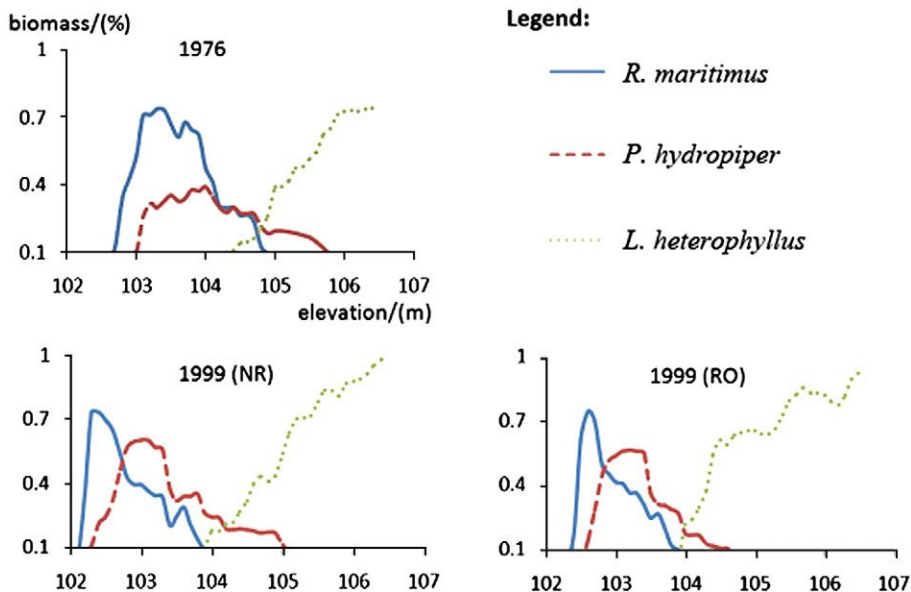 biomass/(%)
1976
1
0.7
0.4
0.1
102 103 104 105 106 107
elevation/(m)
Legend:
R. maritimus
P. hydropiper
L. heterophyllus
1999 (NR)
1
0.7
0.4
0.1
102 103 104 105 106 107
1999 (RO)
1
0.7
0.4
0.1
102 103 104 105 106 107